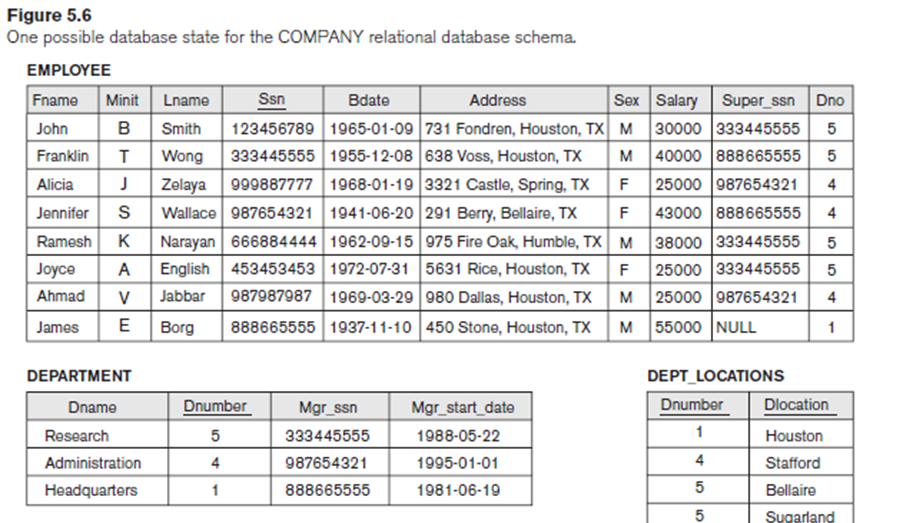 Figure 5.6
One possible database state for the COMPANY relational database schema.
EMPLOYEE
Fname Minit Lname Ssn Bdate Address Sex Salary Super_ssn Dno
John B Smith 123456789 1965-01-09 731 Fondren, Houston, TX M 30000 333445555 5
Franklin T Wong 333445555 1955-12-08 638 Voss, Houston, TX M 40000 888665555 5
Alicia J Zelaya 999887777 1968-01-19 3321 Castle, Spring, TX F 25000 987654321 4
Jennifer S Wallace 987654321 1941-06-20 291 Berry, Bellaire, TX F 43000 888665555 4
Ramesh K Narayan 666884444 1962-09-15 975 Fire Oak, Humble, TX M 38000 333445555 5
Joyce A English 453453453 1972-07-31 5631 Rice, Houston, TX F 25000 333445555 5
Ahmad V Jabbar 987987987 1969-03-29 980 Dallas, Houston, TX M 25000 987654321 4
James E Borg 888665555 1937-11-10 450 Stone, Houston, TX M 55000 NULL 1
DEPARTMENT
Dname Dnumber Mgr_ssn Mgr_start_date
Research 5 333445555 1988-05-22
Administration 4 987654321 1995-01-01
Headquarters 1 888665555 1981-06-19
DEPT_LOCATIONS
Dnumber Dlocation
1 Houston
4 Stafford
5 Bellaire
5 Sugarland